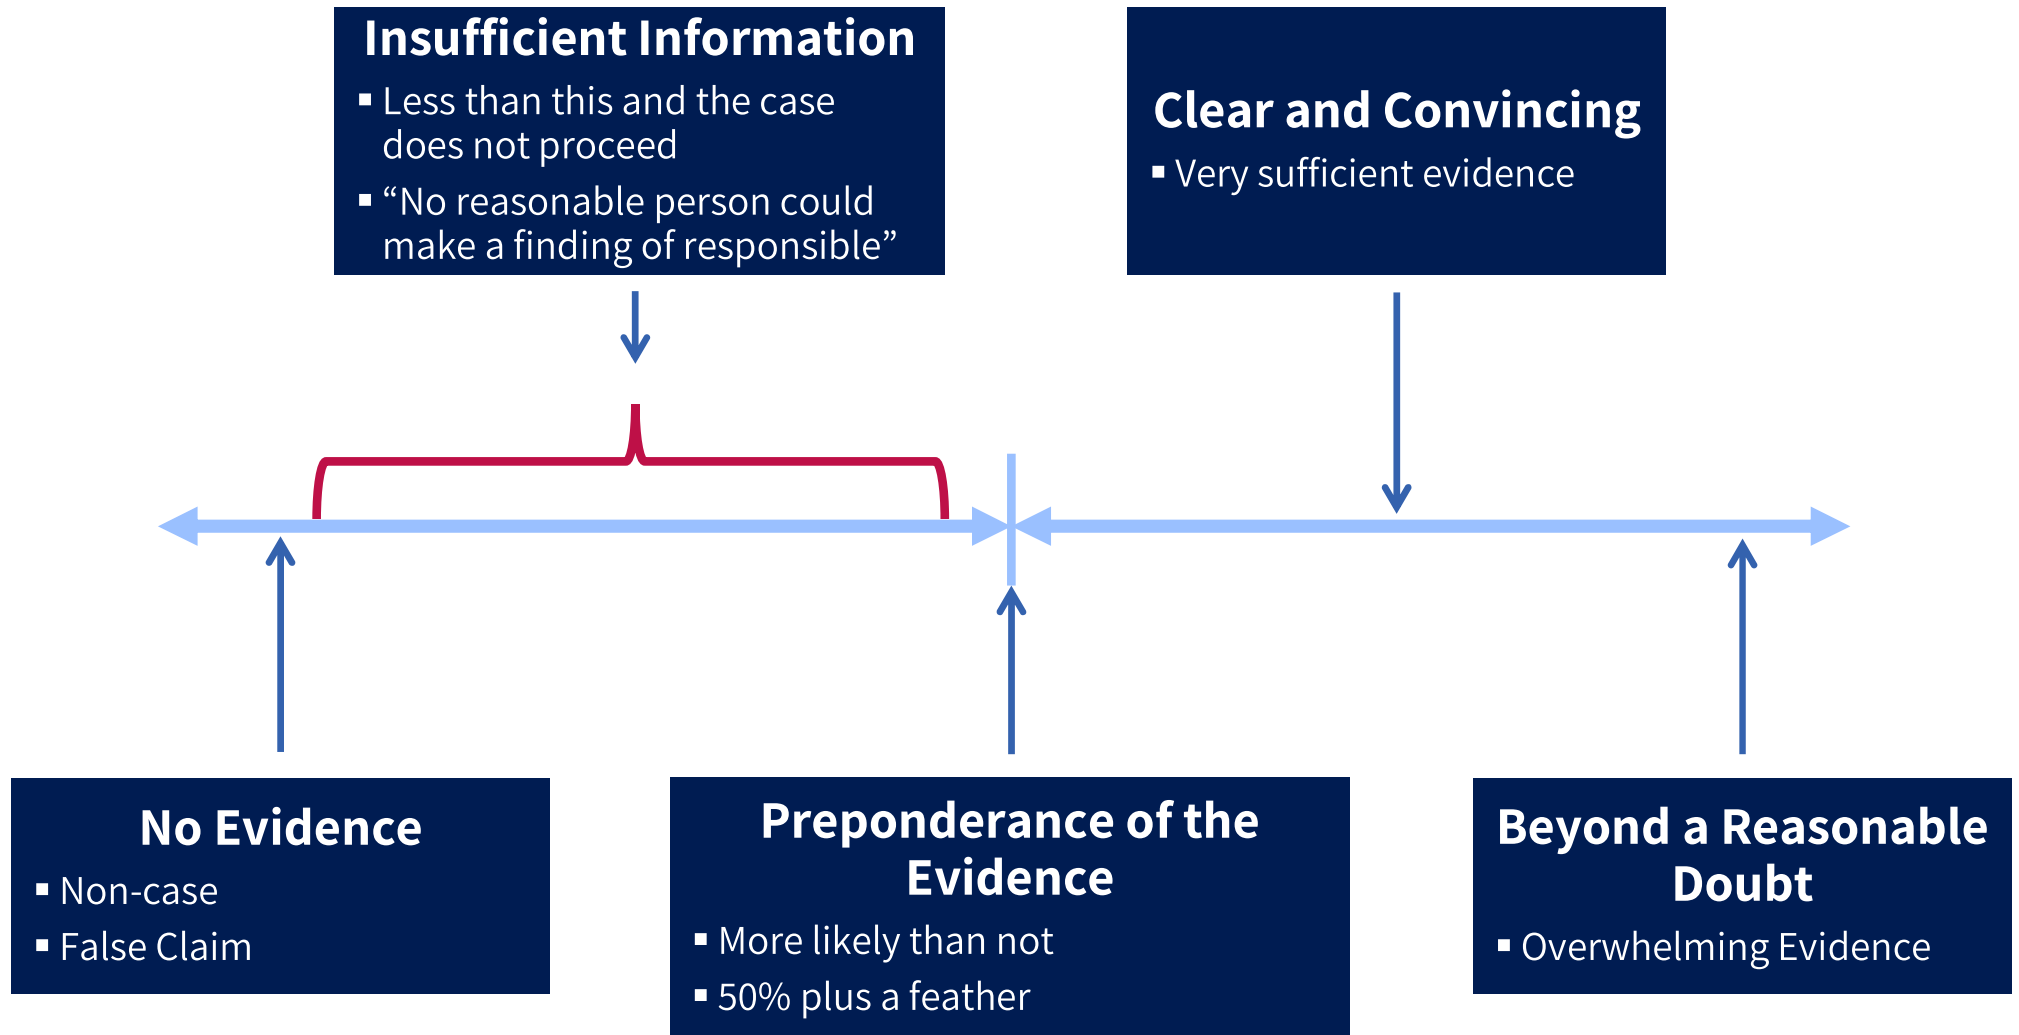 Insufficient Information
▪ Less than this and the case
does not proceed
▪ “No reasonable person could
make a finding of responsible”
Clear and Convincing
▪ Very sufficient evidence
No Evidence
▪ Non-case
▪ False Claim
Preponderance of the
Evidence
▪ More likely than not
▪ 50% plus a feather
Beyond a Reasonable
Doubt
▪ Overwhelming Evidence